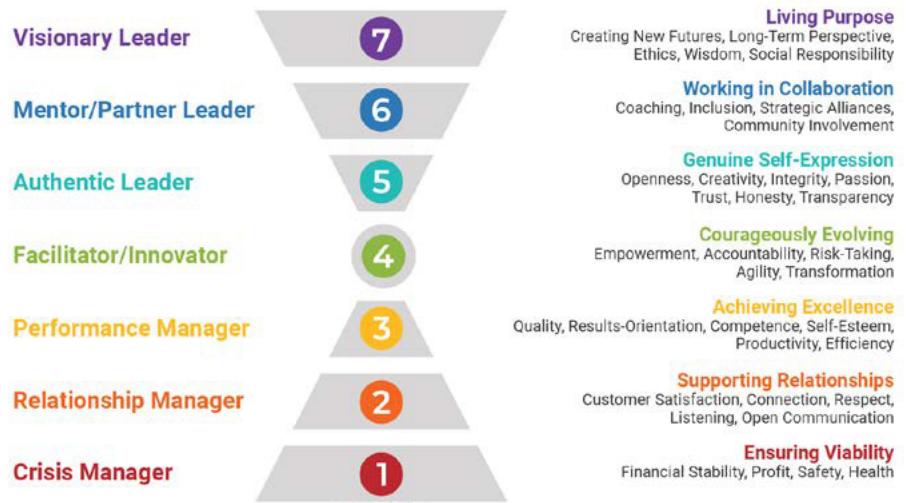 Visionary Leader
7
Living Purpose
Creating New Futures, Long-Term Perspective,
Ethics, Wisdom, Social Responsibility
Mentor/Partner Leader
6
Working in Collaboration
Coaching, Inclusion, Strategic Alliances,
Community Involvement
Authentic Leader
5
Genuine Self-Expression
Openness, Creativity, Integrity, Passion,
Trust, Honesty, Transparency
Facilitator/Innovator
4
Courageously Evolving
Empowerment, Accountability, Risk-Taking,
Agility, Transformation
Performance Manager
3
Achieving Excellence
Quality, Results-Orientation, Competence, Self-Esteem,
Productivity, Efficiency
Relationship Manager
2
Supporting Relationships
Customer Satisfaction, Connection, Respect,
Listening, Open Communication
Crisis Manager
1
Ensuring Viability
Financial Stability, Profit, Safety, Health